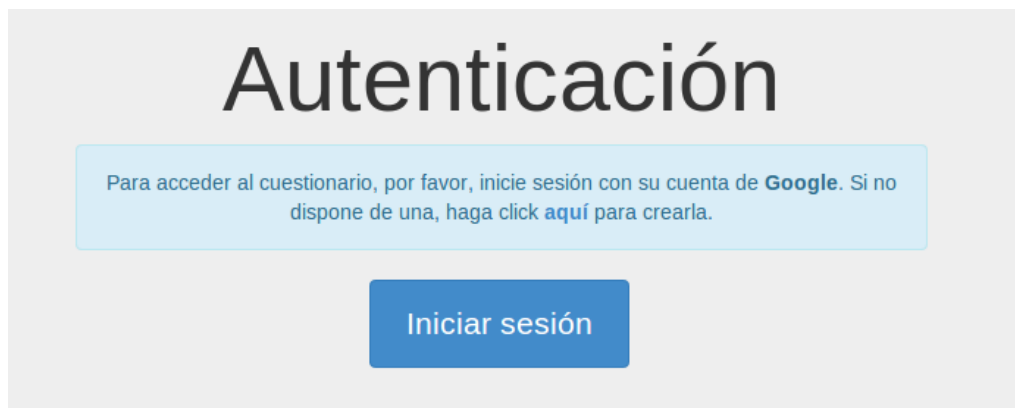 Autenticación
Para acceder al cuestionario, por favor, inicie sesión con su cuenta de Google. Si no
dispone de una, haga click aquí para crearla.
Iniciar sesión